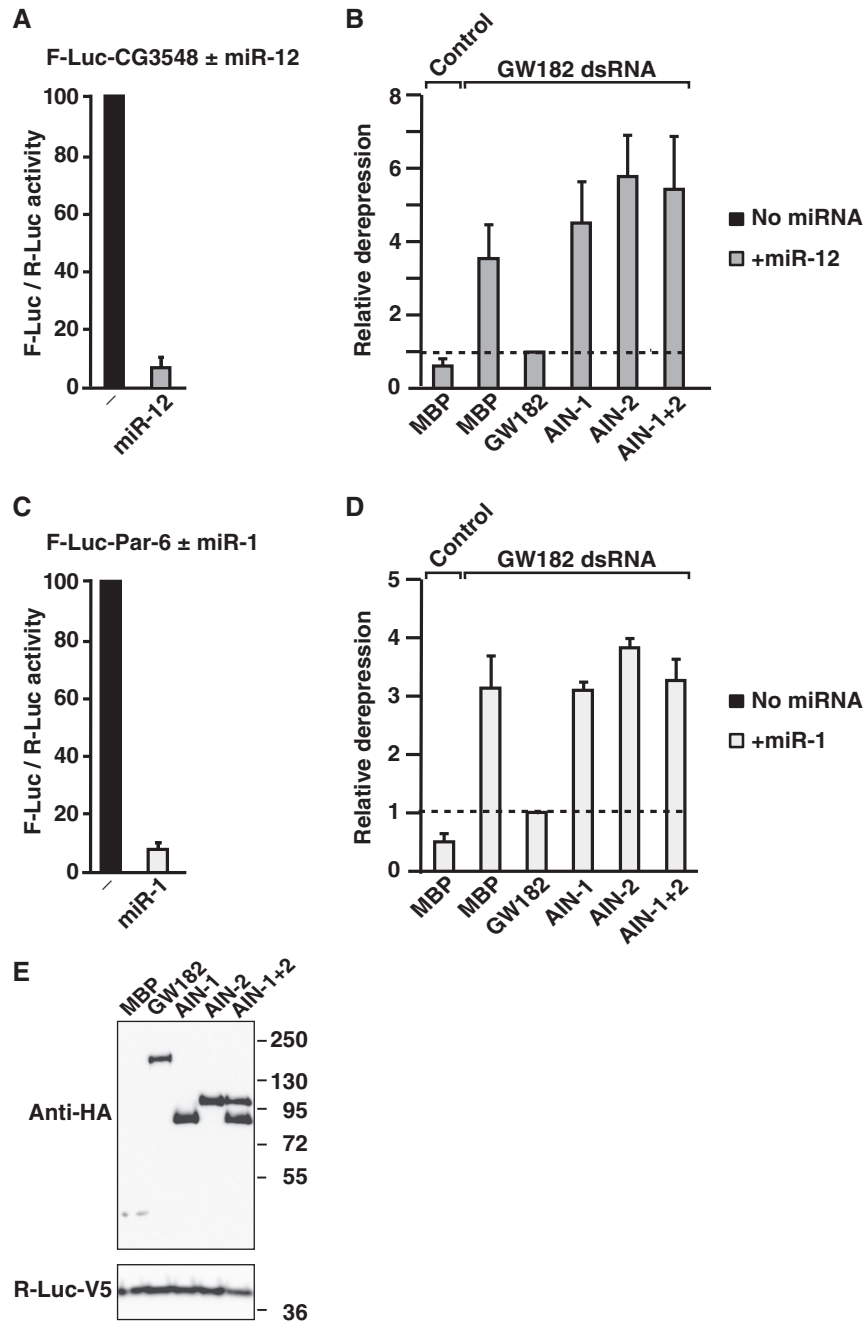 A
F-Luc-CG3548 ± miR-12
F-Luc / R-Luc activity
100
80
60
40
20
0
–
miR-12
B
Control
GW182 dsRNA
Relative derepression
8
6
4
2
1
0
MBP
MBP
GW182
AIN-1
AIN-2
AIN-1+2
No miRNA
+miR-12
C
F-Luc-Par-6 ± miR-1
F-Luc / R-Luc activity
100
80
60
40
20
0
–
miR-1
D
Control
GW182 dsRNA
Relative derepression
5
4
3
2
1
0
MBP
MBP
GW182
AIN-1
AIN-2
AIN-1+2
No miRNA
+miR-1
E
MBP
GW182
AIN-1
AIN-2
AIN-1+2
Anti-HA
250
130
95
72
55
R-Luc-V5
36